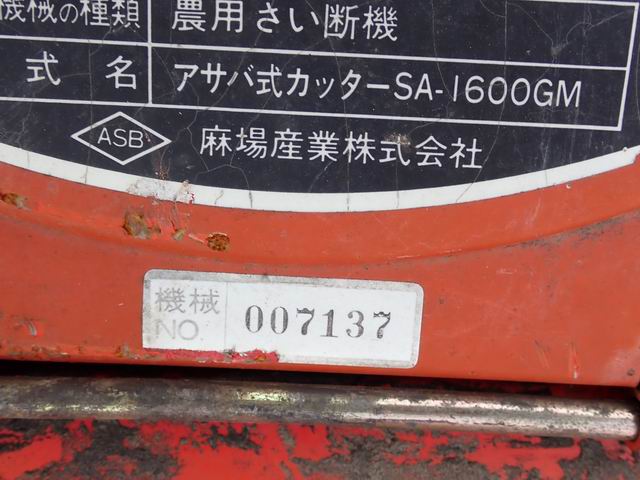 機械の種類 農用さい断機
式名 アサバ式カッターSA-1600GM
ASB 麻場産業株式会社
機械 NO. 007137